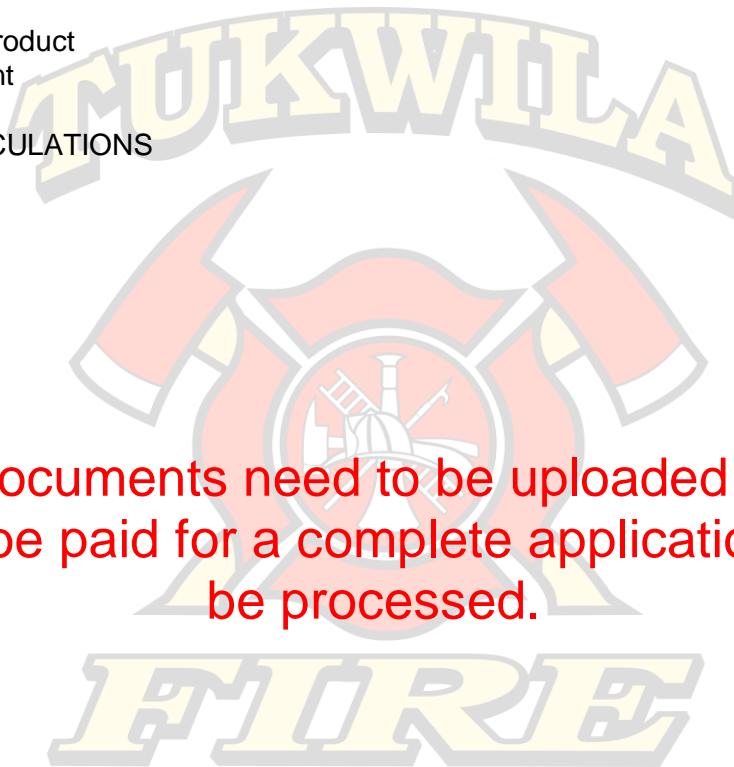 TUKWILA
roduct
nt
CULATIONS
ocuments need to be uploaded
be paid for a complete applicatio
be processed.
FIRE